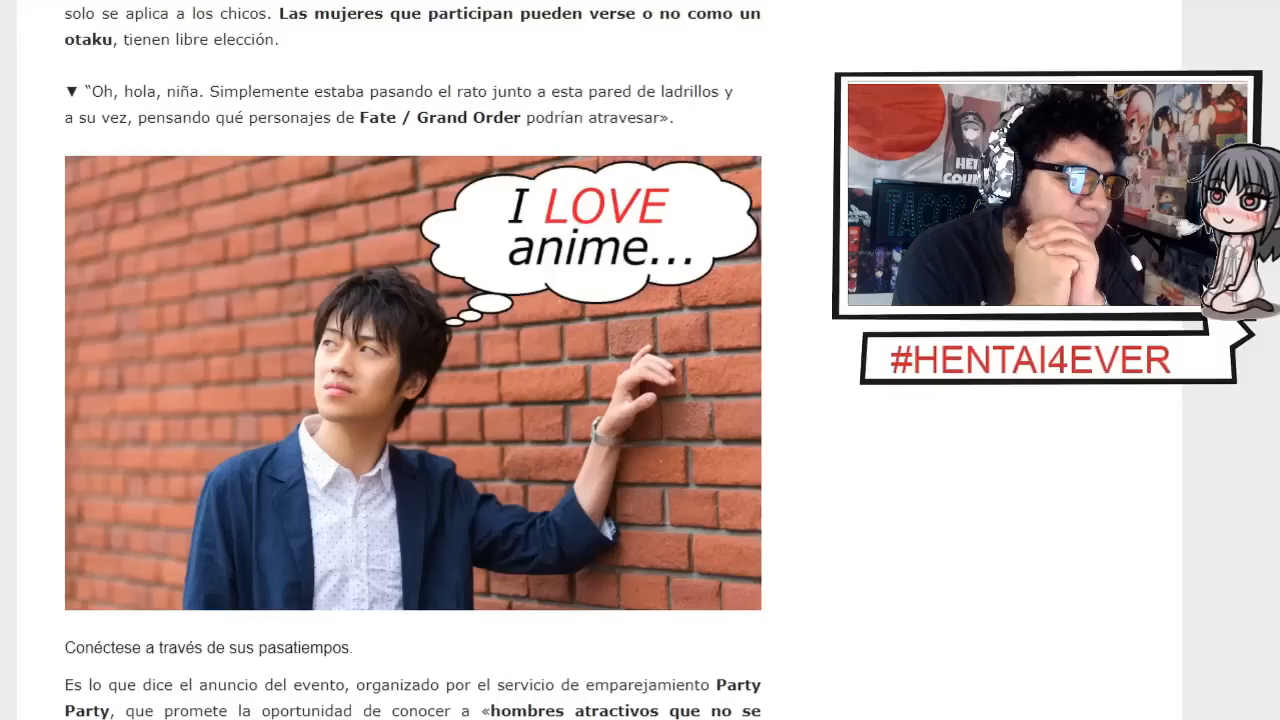 solo se aplica a los chicos. Las mujeres que participan pueden verse o no como un
otaku, tienen libre elección.
▼ “Oh, hola, niña. Simplemente estaba pasando el rato junto a esta pared de ladrillos y
a su vez, pensando qué personajes de Fate / Grand Order podrían atravesar».
I LOVE
anime...
Conéctese a través de sus pasatiempos.
Es lo que dice el anuncio del evento, organizado por el servicio de emparejamiento Party
Party, que promete la oportunidad de conocer a «hombres atractivos que no se
#HENTAI4EVER